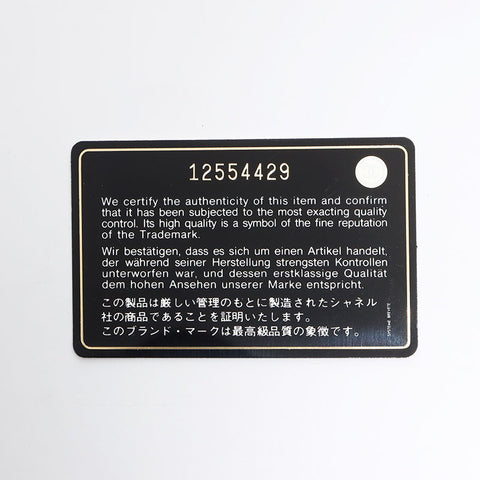 12554429
We certify the authenticity of this item and confirm
that it has been subjected to the most exacting quality
control. Its high quality is a symbol of the fine reputation
of the Trademark.
Wir bestätigen, dass es sich um einen Artikel handelt,
der während seiner Herstellung strengsten Kontrollen
unterworfen war, und dessen erstklassige Qualität
dem hohen Ansehen unserer Marke entspricht.
この製品は厳しい管理のもとに製造されたシャネル
社の商品であることを証明いたします。
このブランド・マークは最高級品質の象徴です。